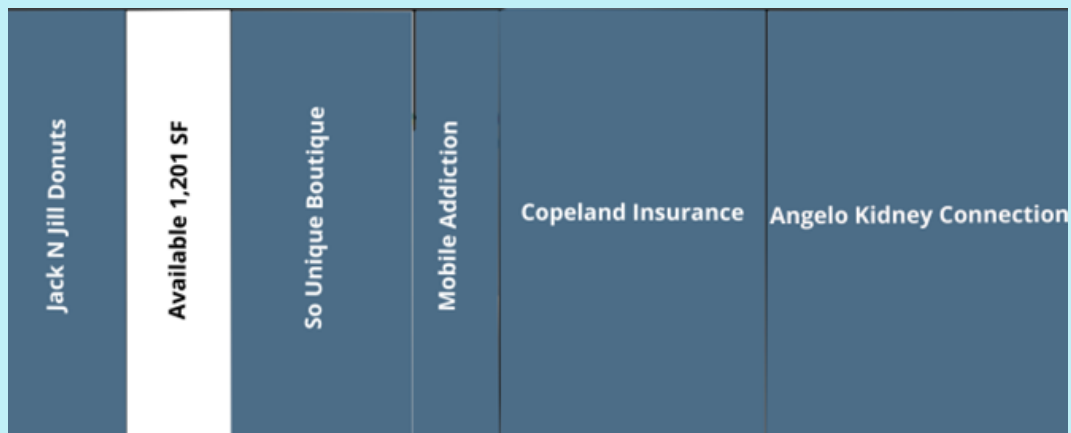 Jack N Jill Donuts
Available 1,201 SF
So Unique Boutique
Mobile Addiction
Copeland Insurance
Angelo Kidney Connection